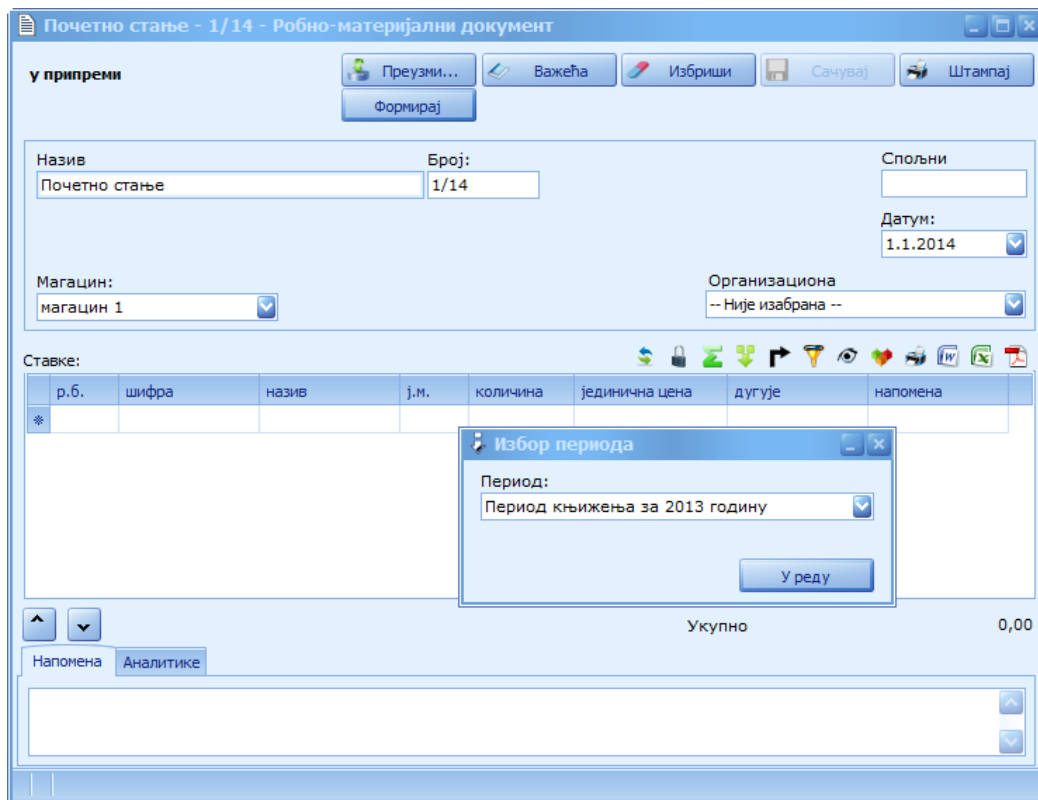 Почетно стање - 1/14 - Робно-материјални документ
у припреми
Преузми...
Важећа
Избриши
Сачувај
Штампај
Формирај
Назив
Број:
Спољни
Почетно стање
1/14
Датум:
1.1.2014
Магацин:
Организациона
магацин 1
-- Није изабрана --
Ставке:
р.б. шифра назив ј.м. количина јединична цена дугује напомена
Избор периода
Период:
Период књижења за 2013 годину
У реду
Укупно 0,00
Напомена Аналитике